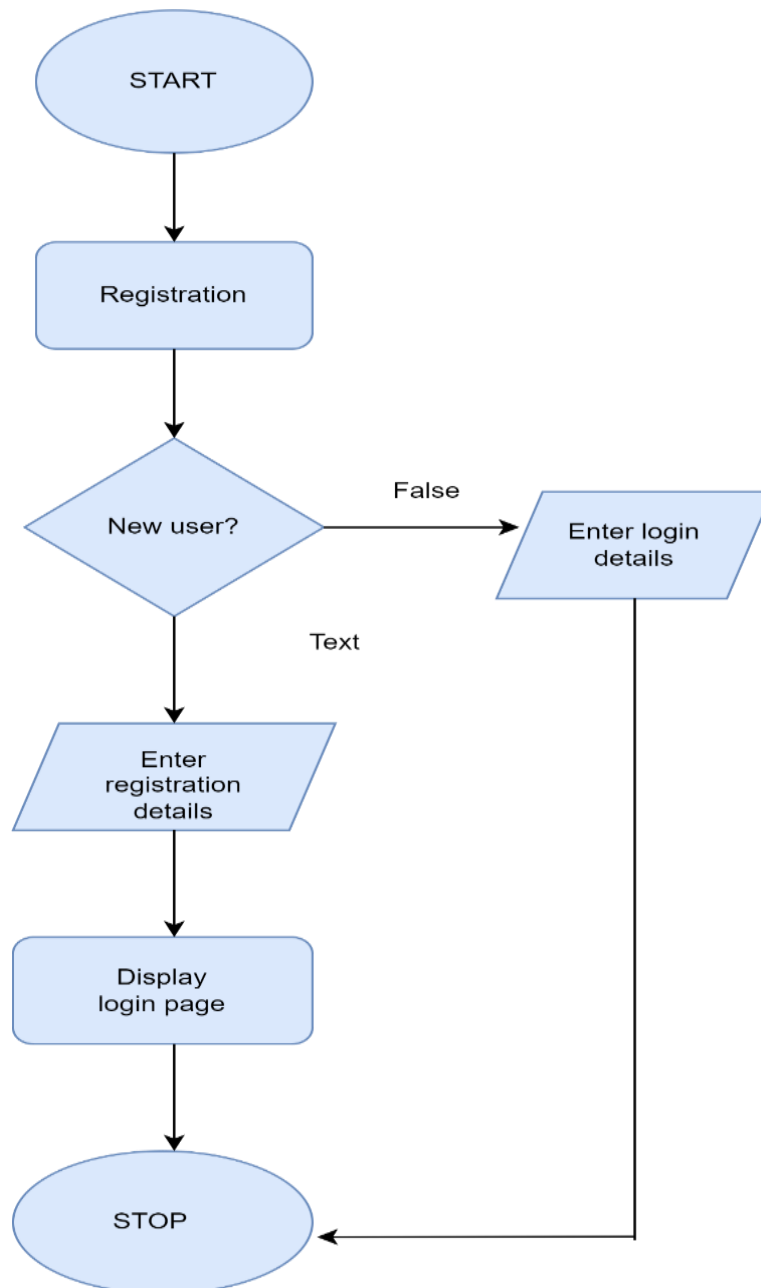 START
Registration
New user?
False
Enter login
details
Text
Enter
registration
details
Display
login page
STOP